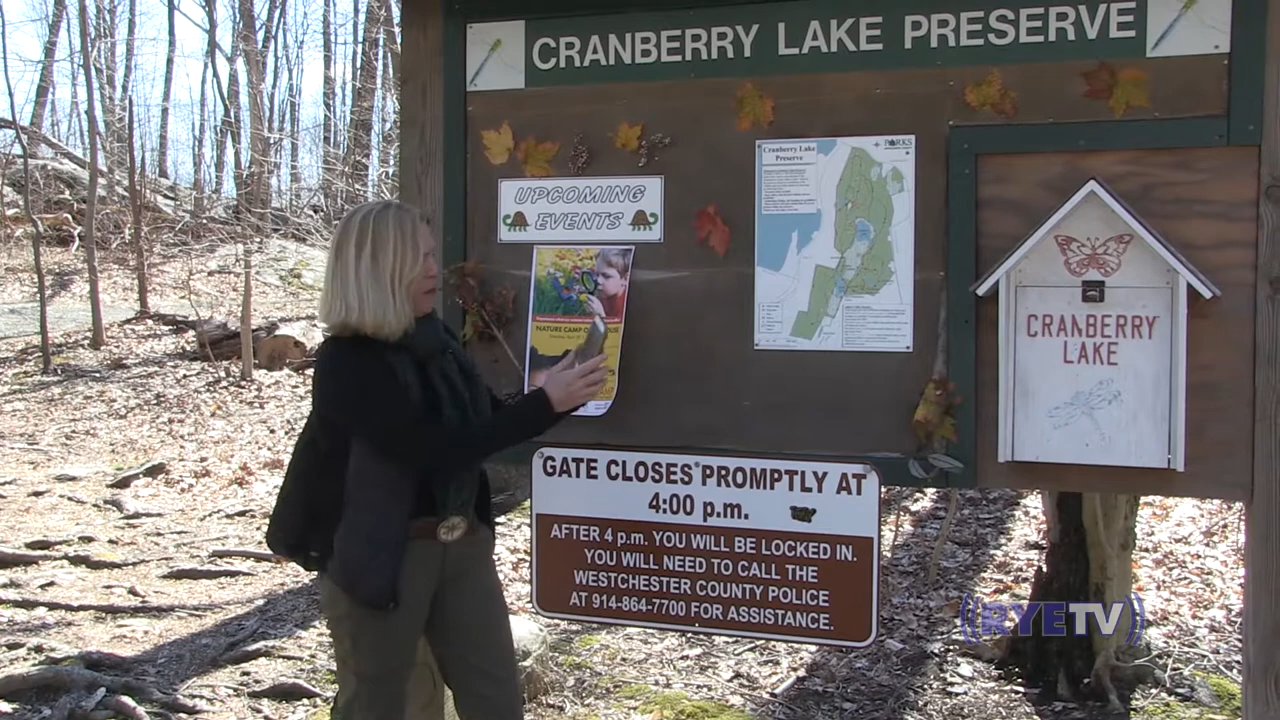 CRANBERRY LAKE PRESERVE
UPCOMING
EVENTS
NATURE CAMP
Cranberry Lake
Preserve
PARKS
CRANBERRY
LAKE
GATE CLOSES PROMPTLY AT
4:00 p.m.
AFTER 4 p.m. YOU WILL BE LOCKED IN.
YOU WILL NEED TO CALL THE
WESTCHESTER COUNTY POLICE
AT 914-864-7700 FOR ASSISTANCE.
RYETV